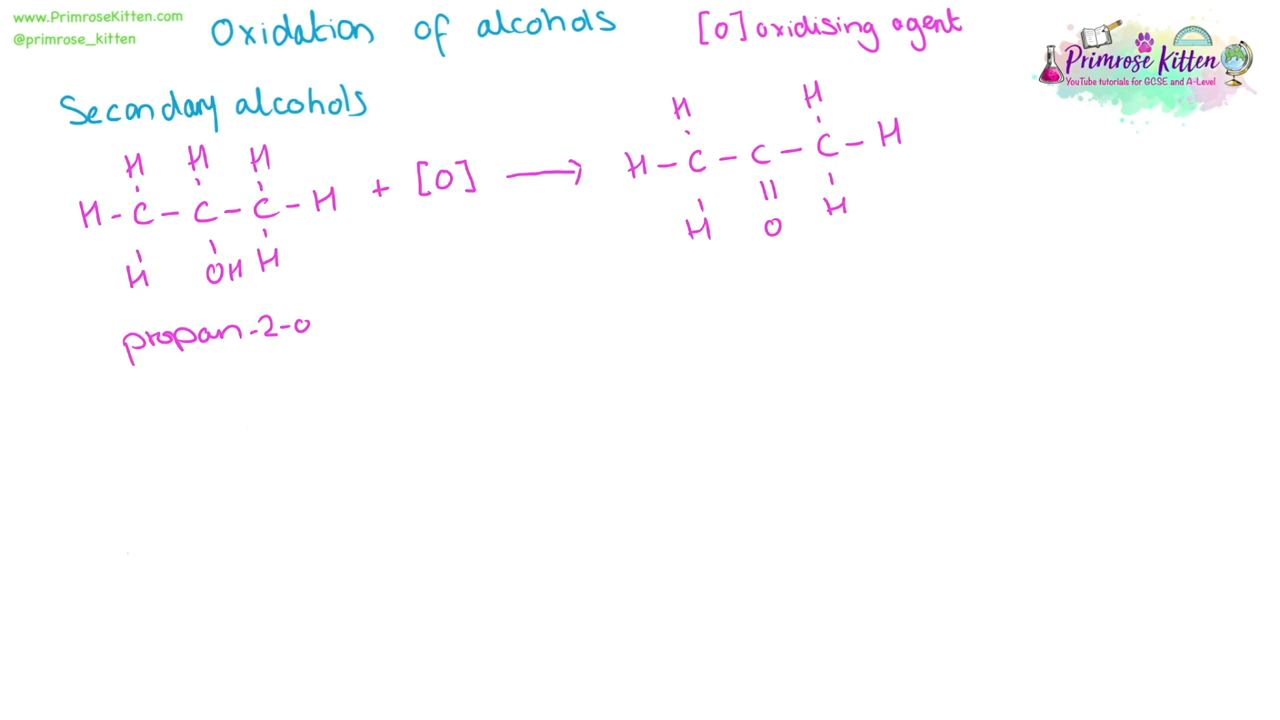 www.PrimroseKitten.com
@primrose_kitten
Oxidation of alcohols
[O] oxidising agent
Primrose Kitten
YouTube tutorials for GCSE and A-Level
Secondary alcohols
H H H
H - C - C - C - H + [O] ⟶
H OH H
H H
H - C - C - C - H
H O H
propan-2-o